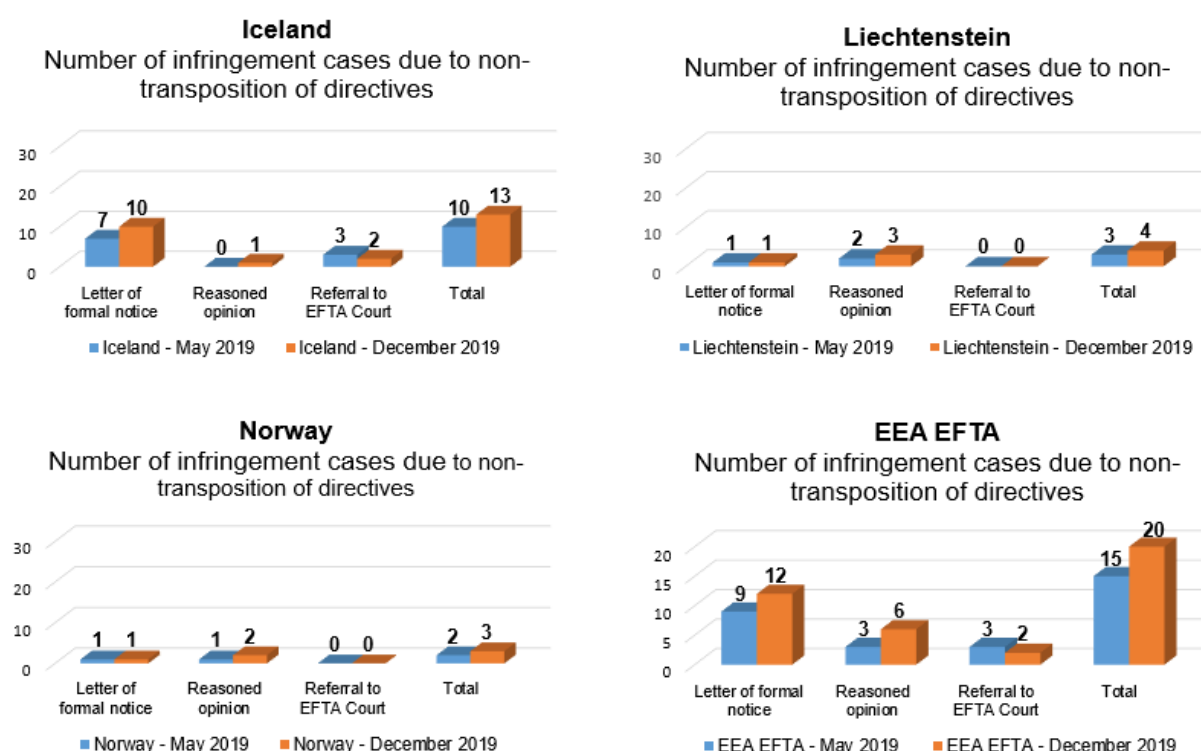 Iceland
Number of infringement cases due to non-
transposition of directives
30
20
10
0
7 10
0 1
3 2
10 13
Letter of
formal notice
Reasoned
opinion
Referral to
EFTA Court
Total
Iceland - May 2019 Iceland - December 2019
Liechtenstein
Number of infringement cases due to non-
transposition of directives
30
20
10
0
1 1
2 3
0 0
3 4
Letter of formal
notice
Reasoned
opinion
Referral to
EFTA Court
Total
Liechtenstein - May 2019 Liechtenstein - December 2019
Norway
Number of infringement cases due to non-
transposition of directives
30
20
10
0
1 1
1 2
0 0
2 3
Letter of
formal notice
Reasoned
opinion
Referral to
EFTA Court
Total
Norway - May 2019 Norway - December 2019
EEA EFTA
Number of infringement cases due to non-
transposition of directives
20
15
10
5
0
9 12
3 6
3 2
15 20
Letter of formal
notice
Reasoned
opinion
Referral to
EFTA Court
Total
EEA EFTA - May 2019 EEA EFTA - December 2019